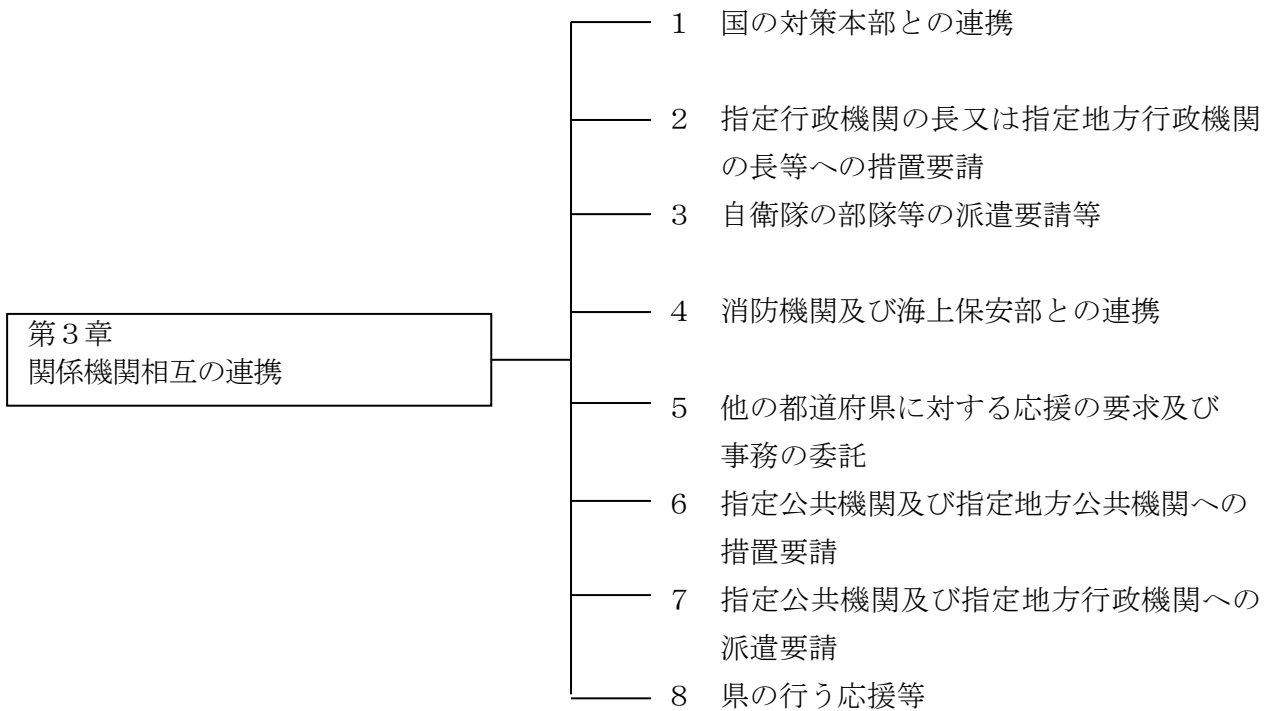 1 国の対策本部との連携
2 指定行政機関の長又は指定地方行政機関
の長等への措置要請
3 自衛隊の部隊等の派遣要請等
4 消防機関及び海上保安部との連携
第3章
関係機関相互の連携
5 他の都道府県に対する応援の要求及び
事務の委託
6 指定公共機関及び指定地方公共機関への
措置要請
7 指定公共機関及び指定地方行政機関への
派遣要請
8 県の行う応援等